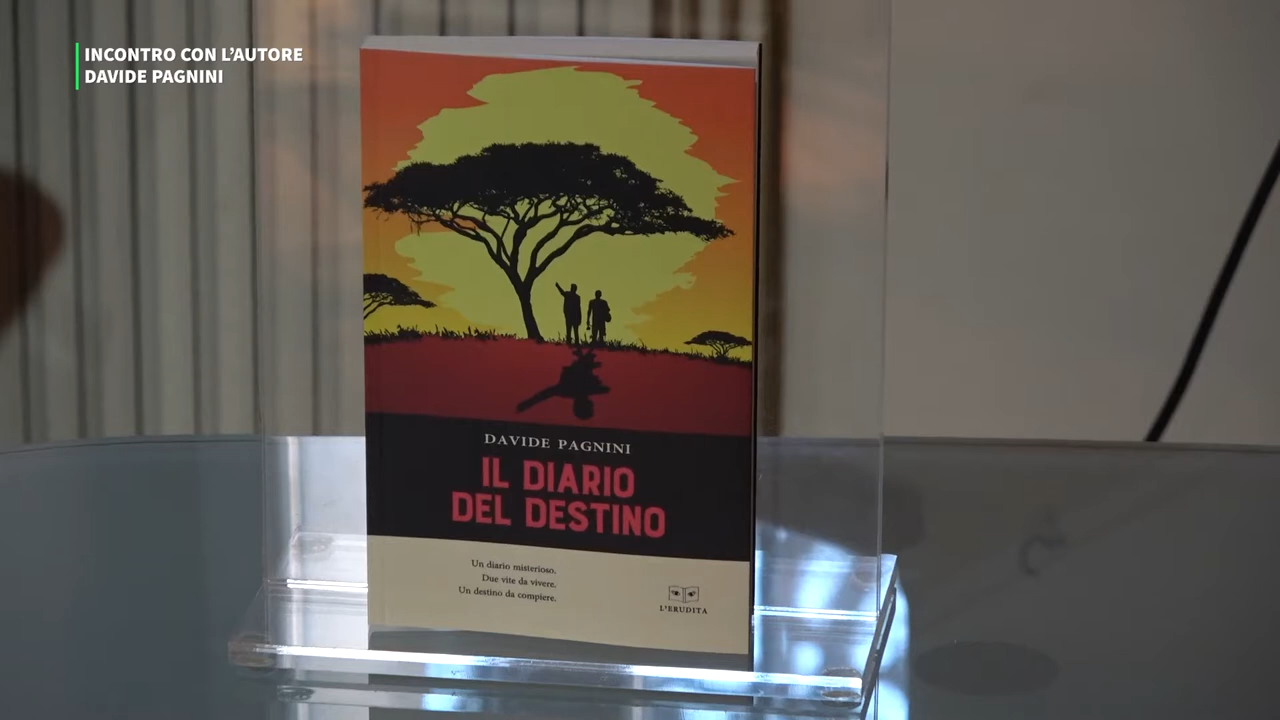 INCONTRO CON L'AUTORE
DAVIDE PAGNINI
DAVIDE PAGNINI
IL DIARIO
DEL DESTINO
Un diario misterioso.
Due vite da vivere.
Un destino da compiere.
L'ERUDITA